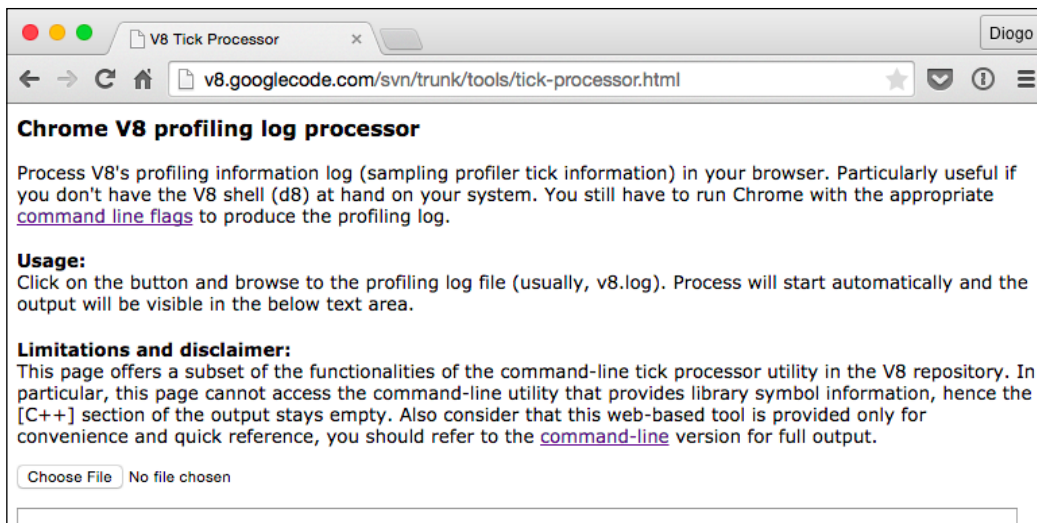 V8 Tick Processor
Diogo
v8.googlecode.com/svn/trunk/tools/tick-processor.html
Chrome V8 profiling log processor
Process V8's profiling information log (sampling profiler tick information) in your browser. Particularly useful if
you don't have the V8 shell (d8) at hand on your system. You still have to run Chrome with the appropriate
command line flags to produce the profiling log.
Usage:
Click on the button and browse to the profiling log file (usually, v8.log). Process will start automatically and the
output will be visible in the below text area.
Limitations and disclaimer:
This page offers a subset of the functionalities of the command-line tick processor utility in the V8 repository. In
particular, this page cannot access the command-line utility that provides library symbol information, hence the
[C++] section of the output stays empty. Also consider that this web-based tool is provided only for
convenience and quick reference, you should refer to the command-line version for full output.
Choose File No file chosen